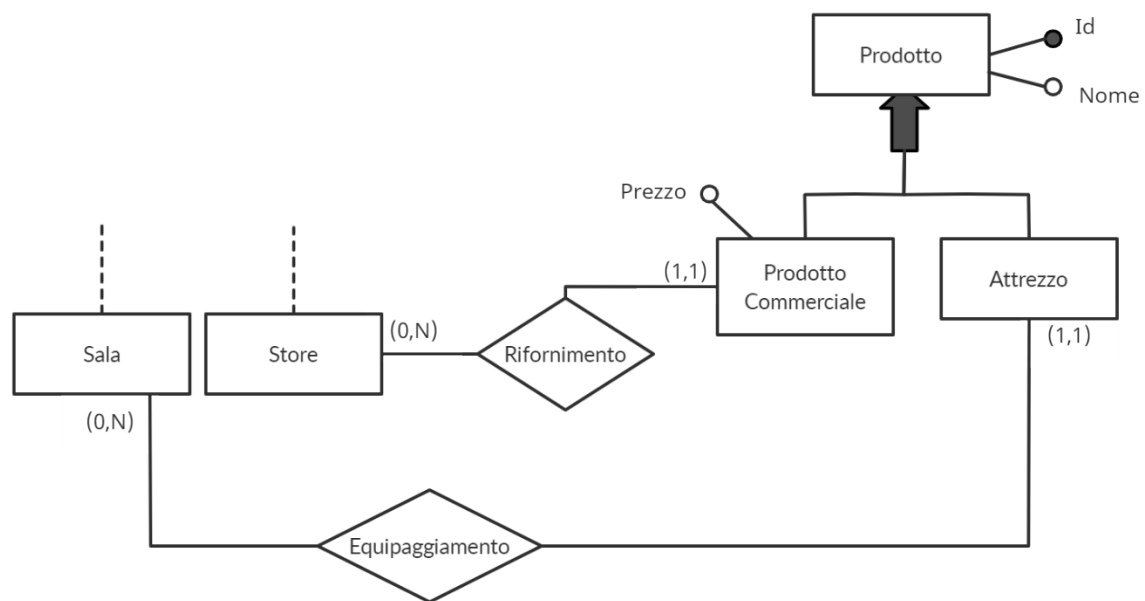 Prodotto
Id
Nome
Prezzo
(1,1)
Prodotto
Commerciale
Attrezzo
(1,1)
Sala
Store
(0,N)
Rifornimento
(0,N)
Equipaggiamento